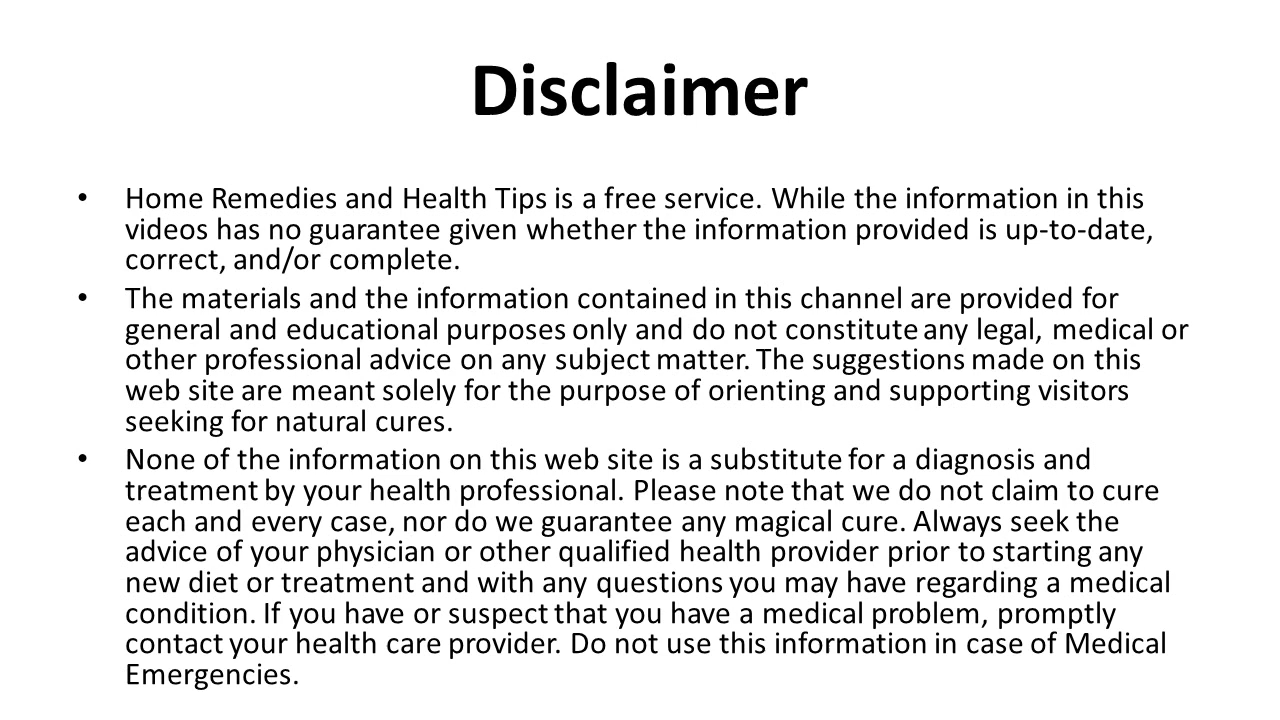 Disclaimer
• Home Remedies and Health Tips is a free service. While the information in this
videos has no guarantee given whether the information provided is up-to-date,
correct, and/or complete.
• The materials and the information contained in this channel are provided for
general and educational purposes only and do not constitute any legal, medical or
other professional advice on any subject matter. The suggestions made on this
web site are meant solely for the purpose of orienting and supporting visitors
seeking for natural cures.
• None of the information on this web site is a substitute for a diagnosis and
treatment by your health professional. Please note that we do not claim to cure
each and every case, nor do we guarantee any magical cure. Always seek the
advice of your physician or other qualified health provider prior to starting any
new diet or treatment and with any questions you may have regarding a medical
condition. If you have or suspect that you have a medical problem, promptly
contact your health care provider. Do not use this information in case of Medical
Emergencies.